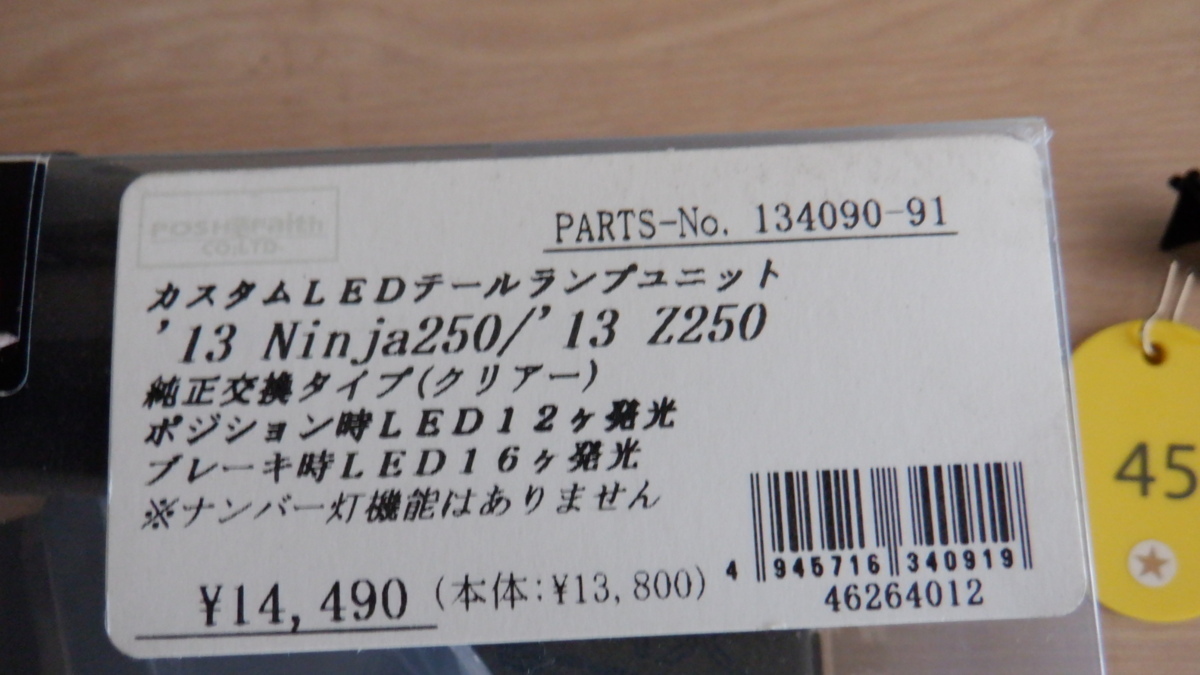 POSH Faith
CO.LTD.
PARTS-No. 134090-91
カスタムLEDテールランプユニット
'13 Ninja250/'13 Z250
純正交換タイプ(クリアー)
ポジション時LED12ヶ発光
ブレーキ時LED16ヶ発光
※ナンバー灯機能はありません
¥14,490 (本体:¥13,800)
4 945716 340919
46264012
45